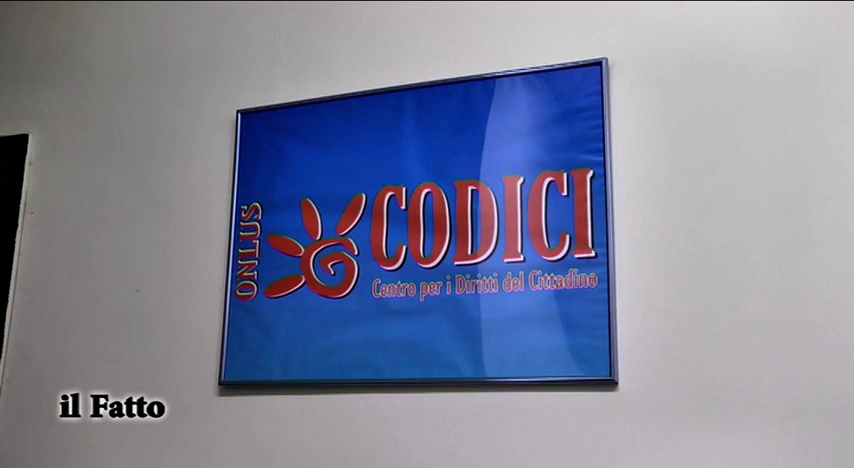 ONLUS
CODICI
Centro per i Diritti del Cittadino
il Fatto